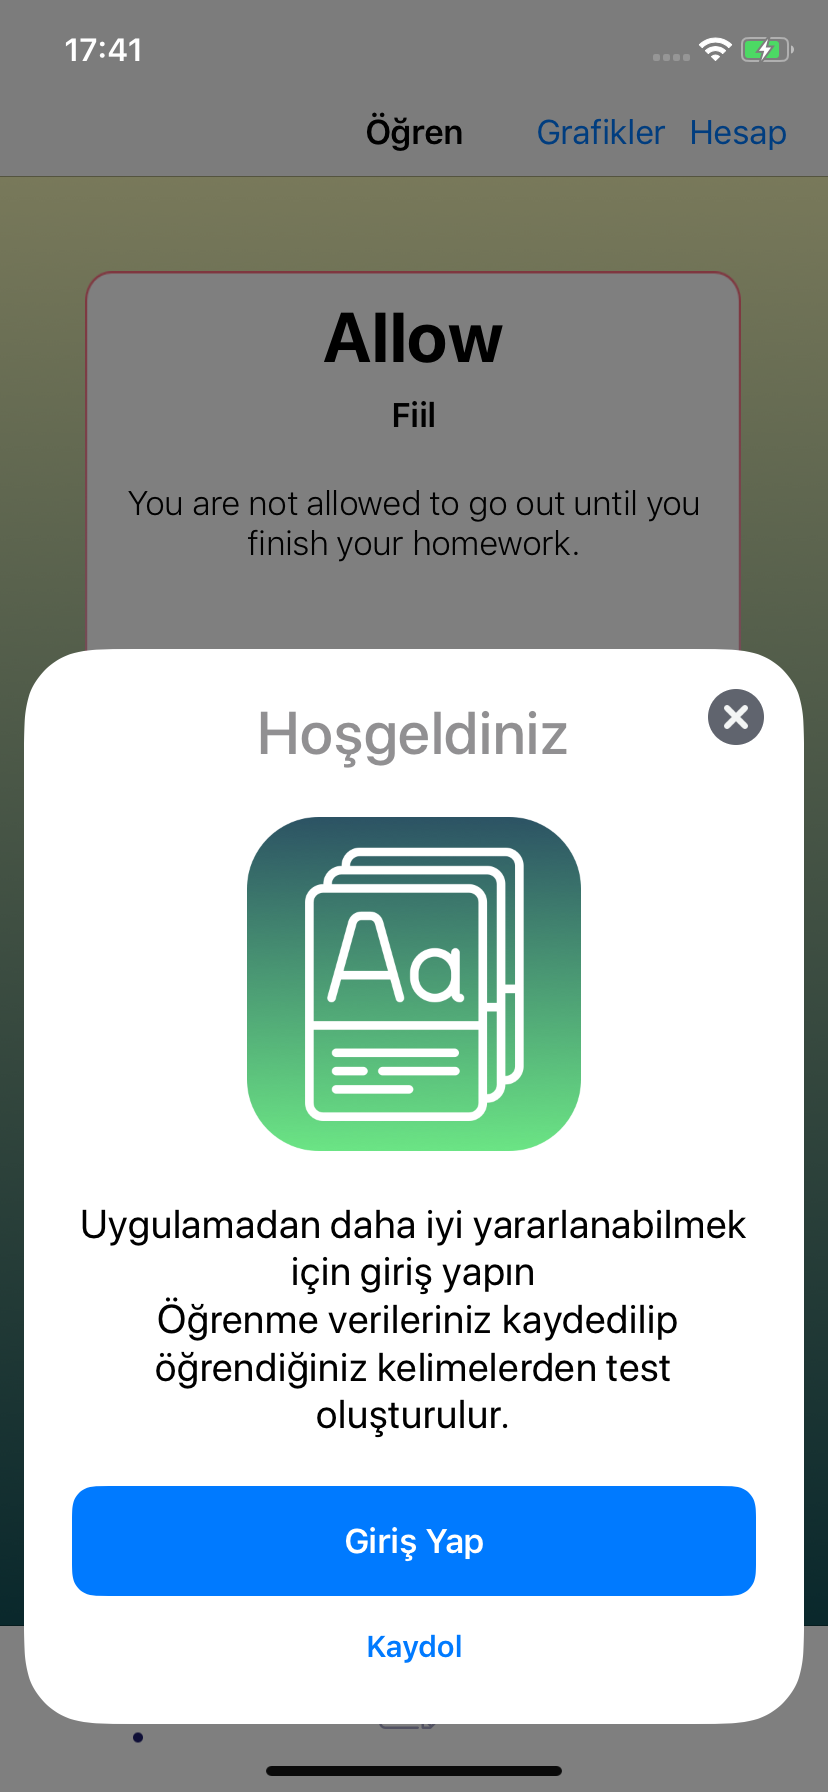 17:41
Öğren
Grafikler
Hesap
Allow
Fiil
You are not allowed to go out until you
finish your homework.
Hoşgeldiniz
Aa
Uygulamadan daha iyi yararlanabilmek
için giriş yapın
Öğrenme verileriniz kaydedilip
öğrendiğiniz kelimelerden test
oluşturulur.
Giriş Yap
Kaydol